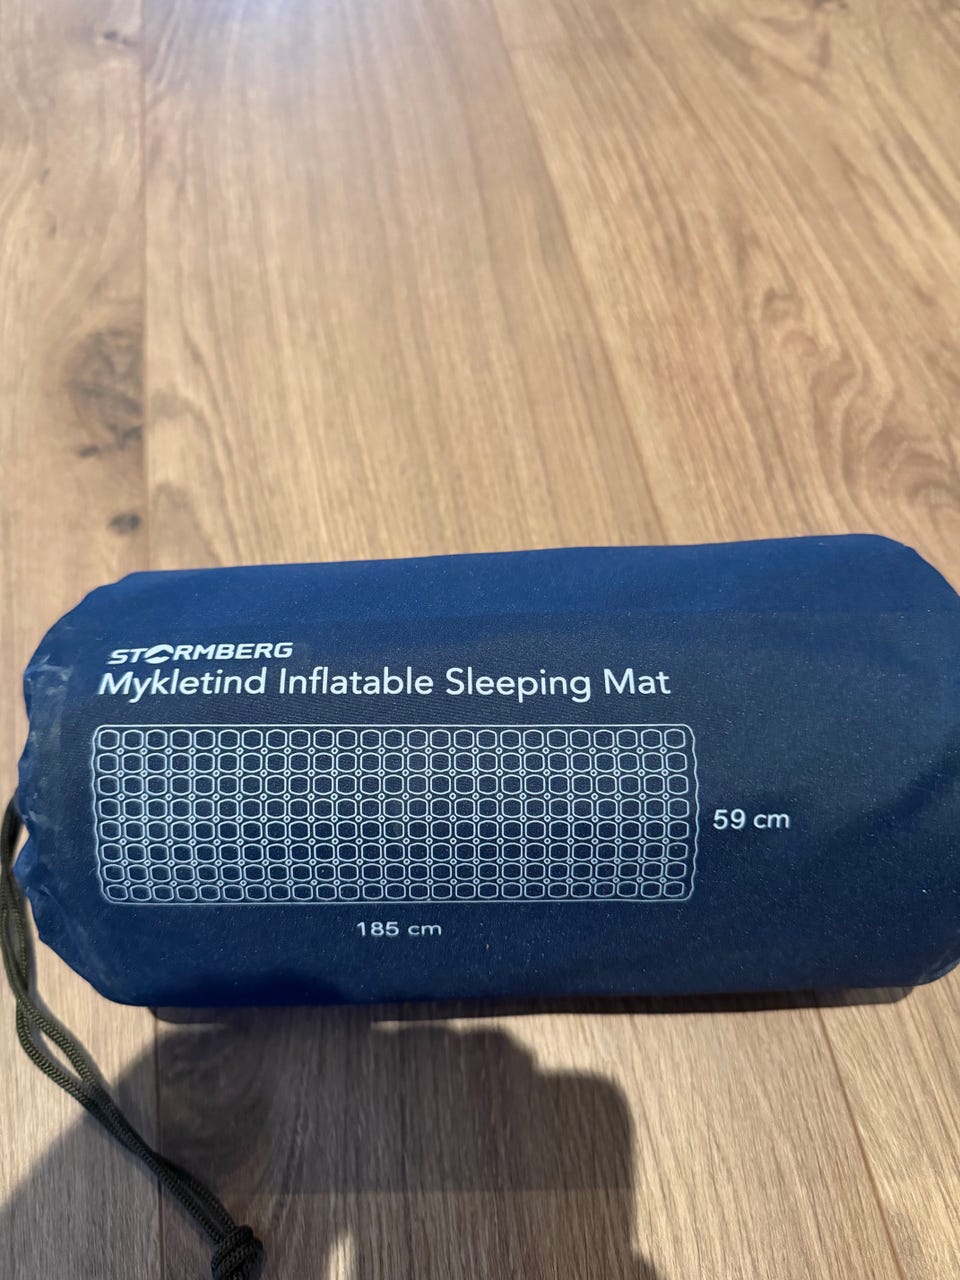 STORMBERG
Mykletind Inflatable Sleeping Mat
59 cm
185 cm